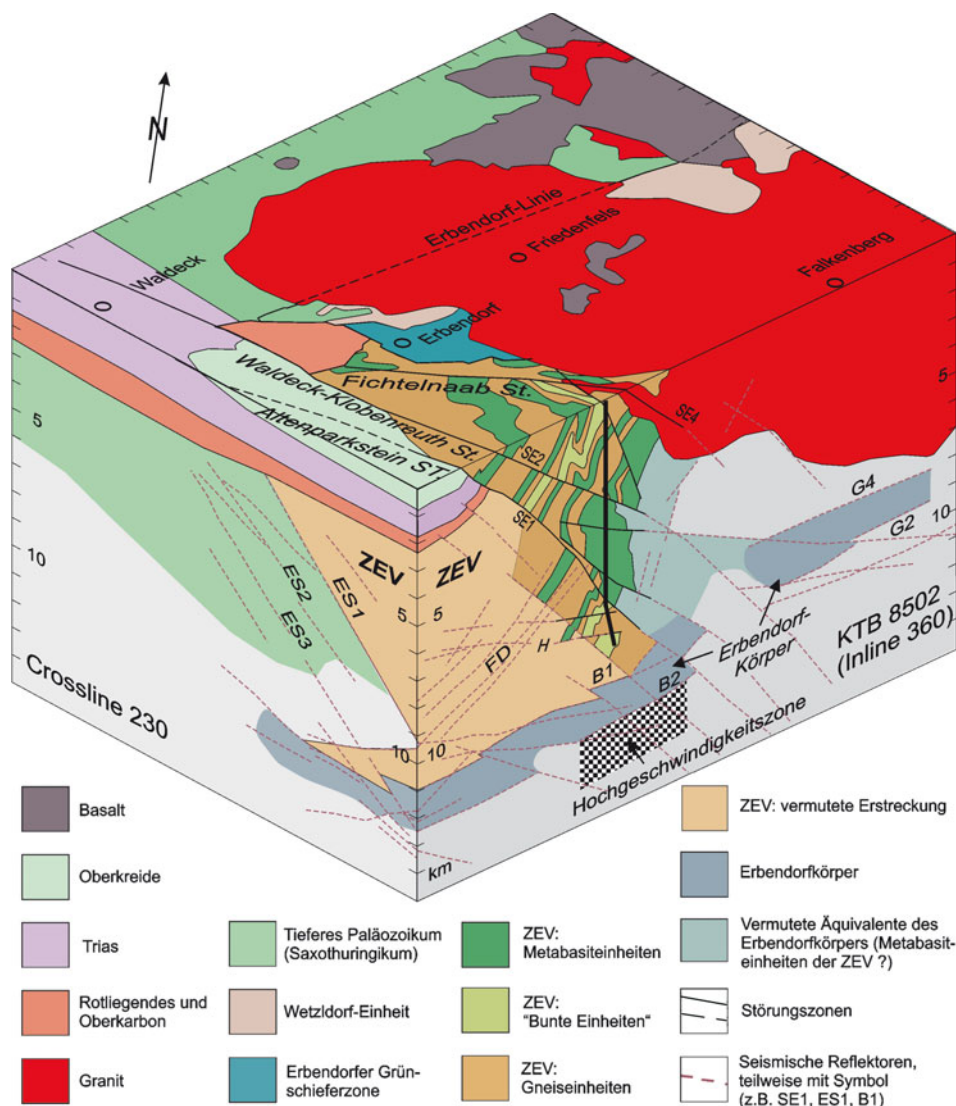 N
Erbendorf-Linie
Friedenfels
Waldeck
Falkenberg
Erbendorf
Fichtelnaab St.
Waldeck-Klobenreuth St.
Altenparkstein ST.
SE4
SE2
SE1
5
5
10
10
G4
G2
ES1
ES2
ES3
ZEV
ZEV
5
5
FD
H
B1
B2
Erbendorf-
Körper
KTB 8502
(Inline 360)
Crossline 230
10
10
Hochgeschwindigkeitszone
km
Basalt
Oberkreide
Trias
Rotliegendes und
Oberkarbon
Granit
Tieferes Paläozoikum
(Saxothuringikum)
Wetzldorf-Einheit
Erbendorfer Grün-
schieferzone
ZEV:
Metabasiteinheiten
ZEV:
"Bunte Einheiten"
ZEV:
Gneiseinheiten
ZEV: vermutete Erstreckung
Erbendorfkörper
Vermutete Äquivalente des
Erbendorfkörpers (Metabasit-
einheiten der ZEV ?)
Störungszonen
Seismische Reflektoren,
teilweise mit Symbol
(z.B. SE1, ES1, B1)